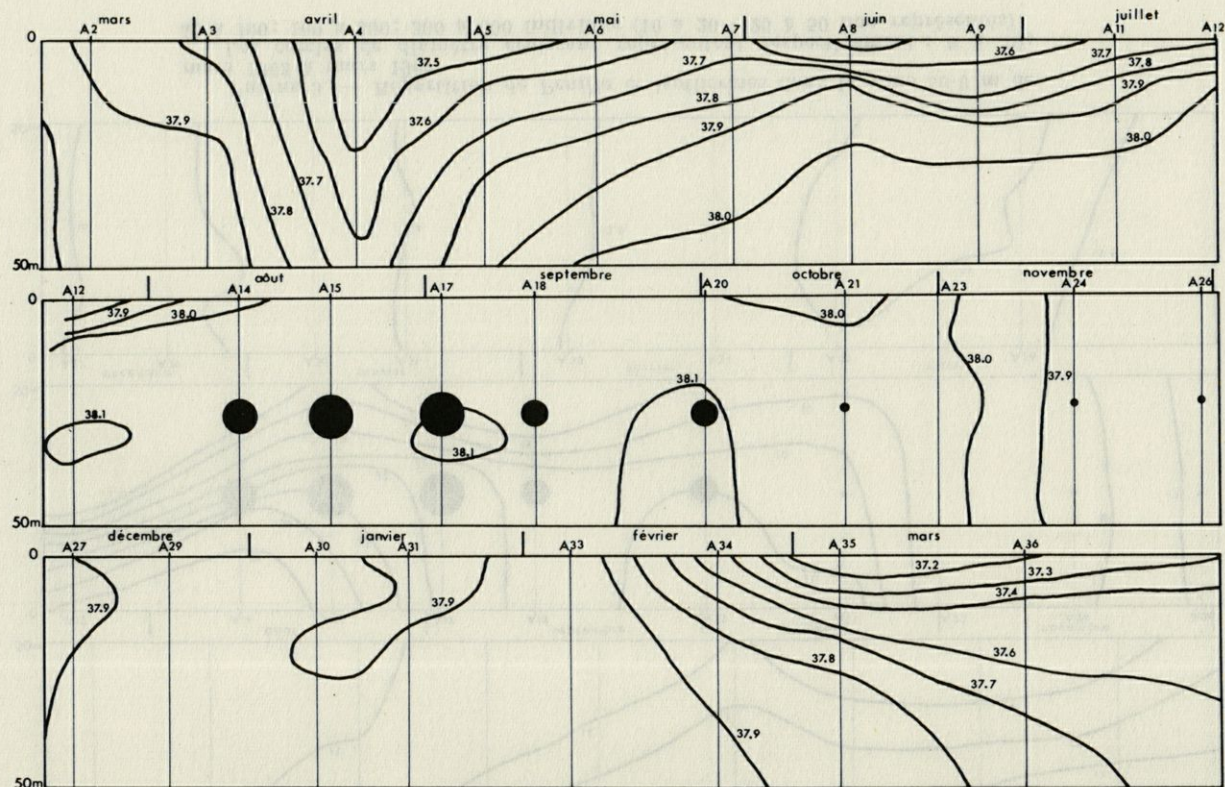 mars avril mai juin juillet
A2 A3 A4 A5 A6 A7 A8 A9 A11 A12
0
37.5 37.7 37.6 37.7
37.8
37.6 37.8 37.9
37.9 37.9
38.0
37.7
37.8 38.0
50m
août septembre octobre novembre
A12 A14 A15 A17 A18 A20 A21 A23 A24 A26
0
37.9 38.0 38.0
38.0 37.9
38.1 38.1
38.1
50m
décembre janvier février mars
A27 A29 A30 A31 A33 A34 A35 A36
0
37.2 37.3
37.9 37.9 37.4
37.8 37.6
37.7
37.9
50m